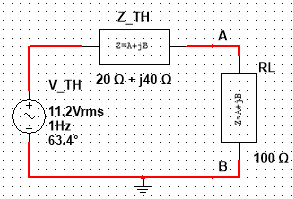 Z_TH
Z=A+jB
A
20 Ω + j40 Ω
RL
V_TH
Z=A+jB
11.2Vrms
1Hz
63.4°
B
100 Ω